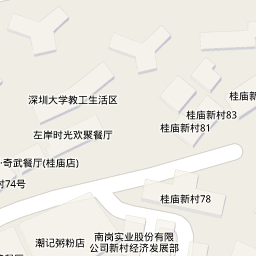 深圳大学教工生活区
桂庙新
桂庙新村83
左岸时光欢聚餐厅
桂庙新村81
·奇武餐厅(桂庙店)
村74号
桂庙新村78
潮记粥粉店
南岗实业股份有限
公司新村经济发展部